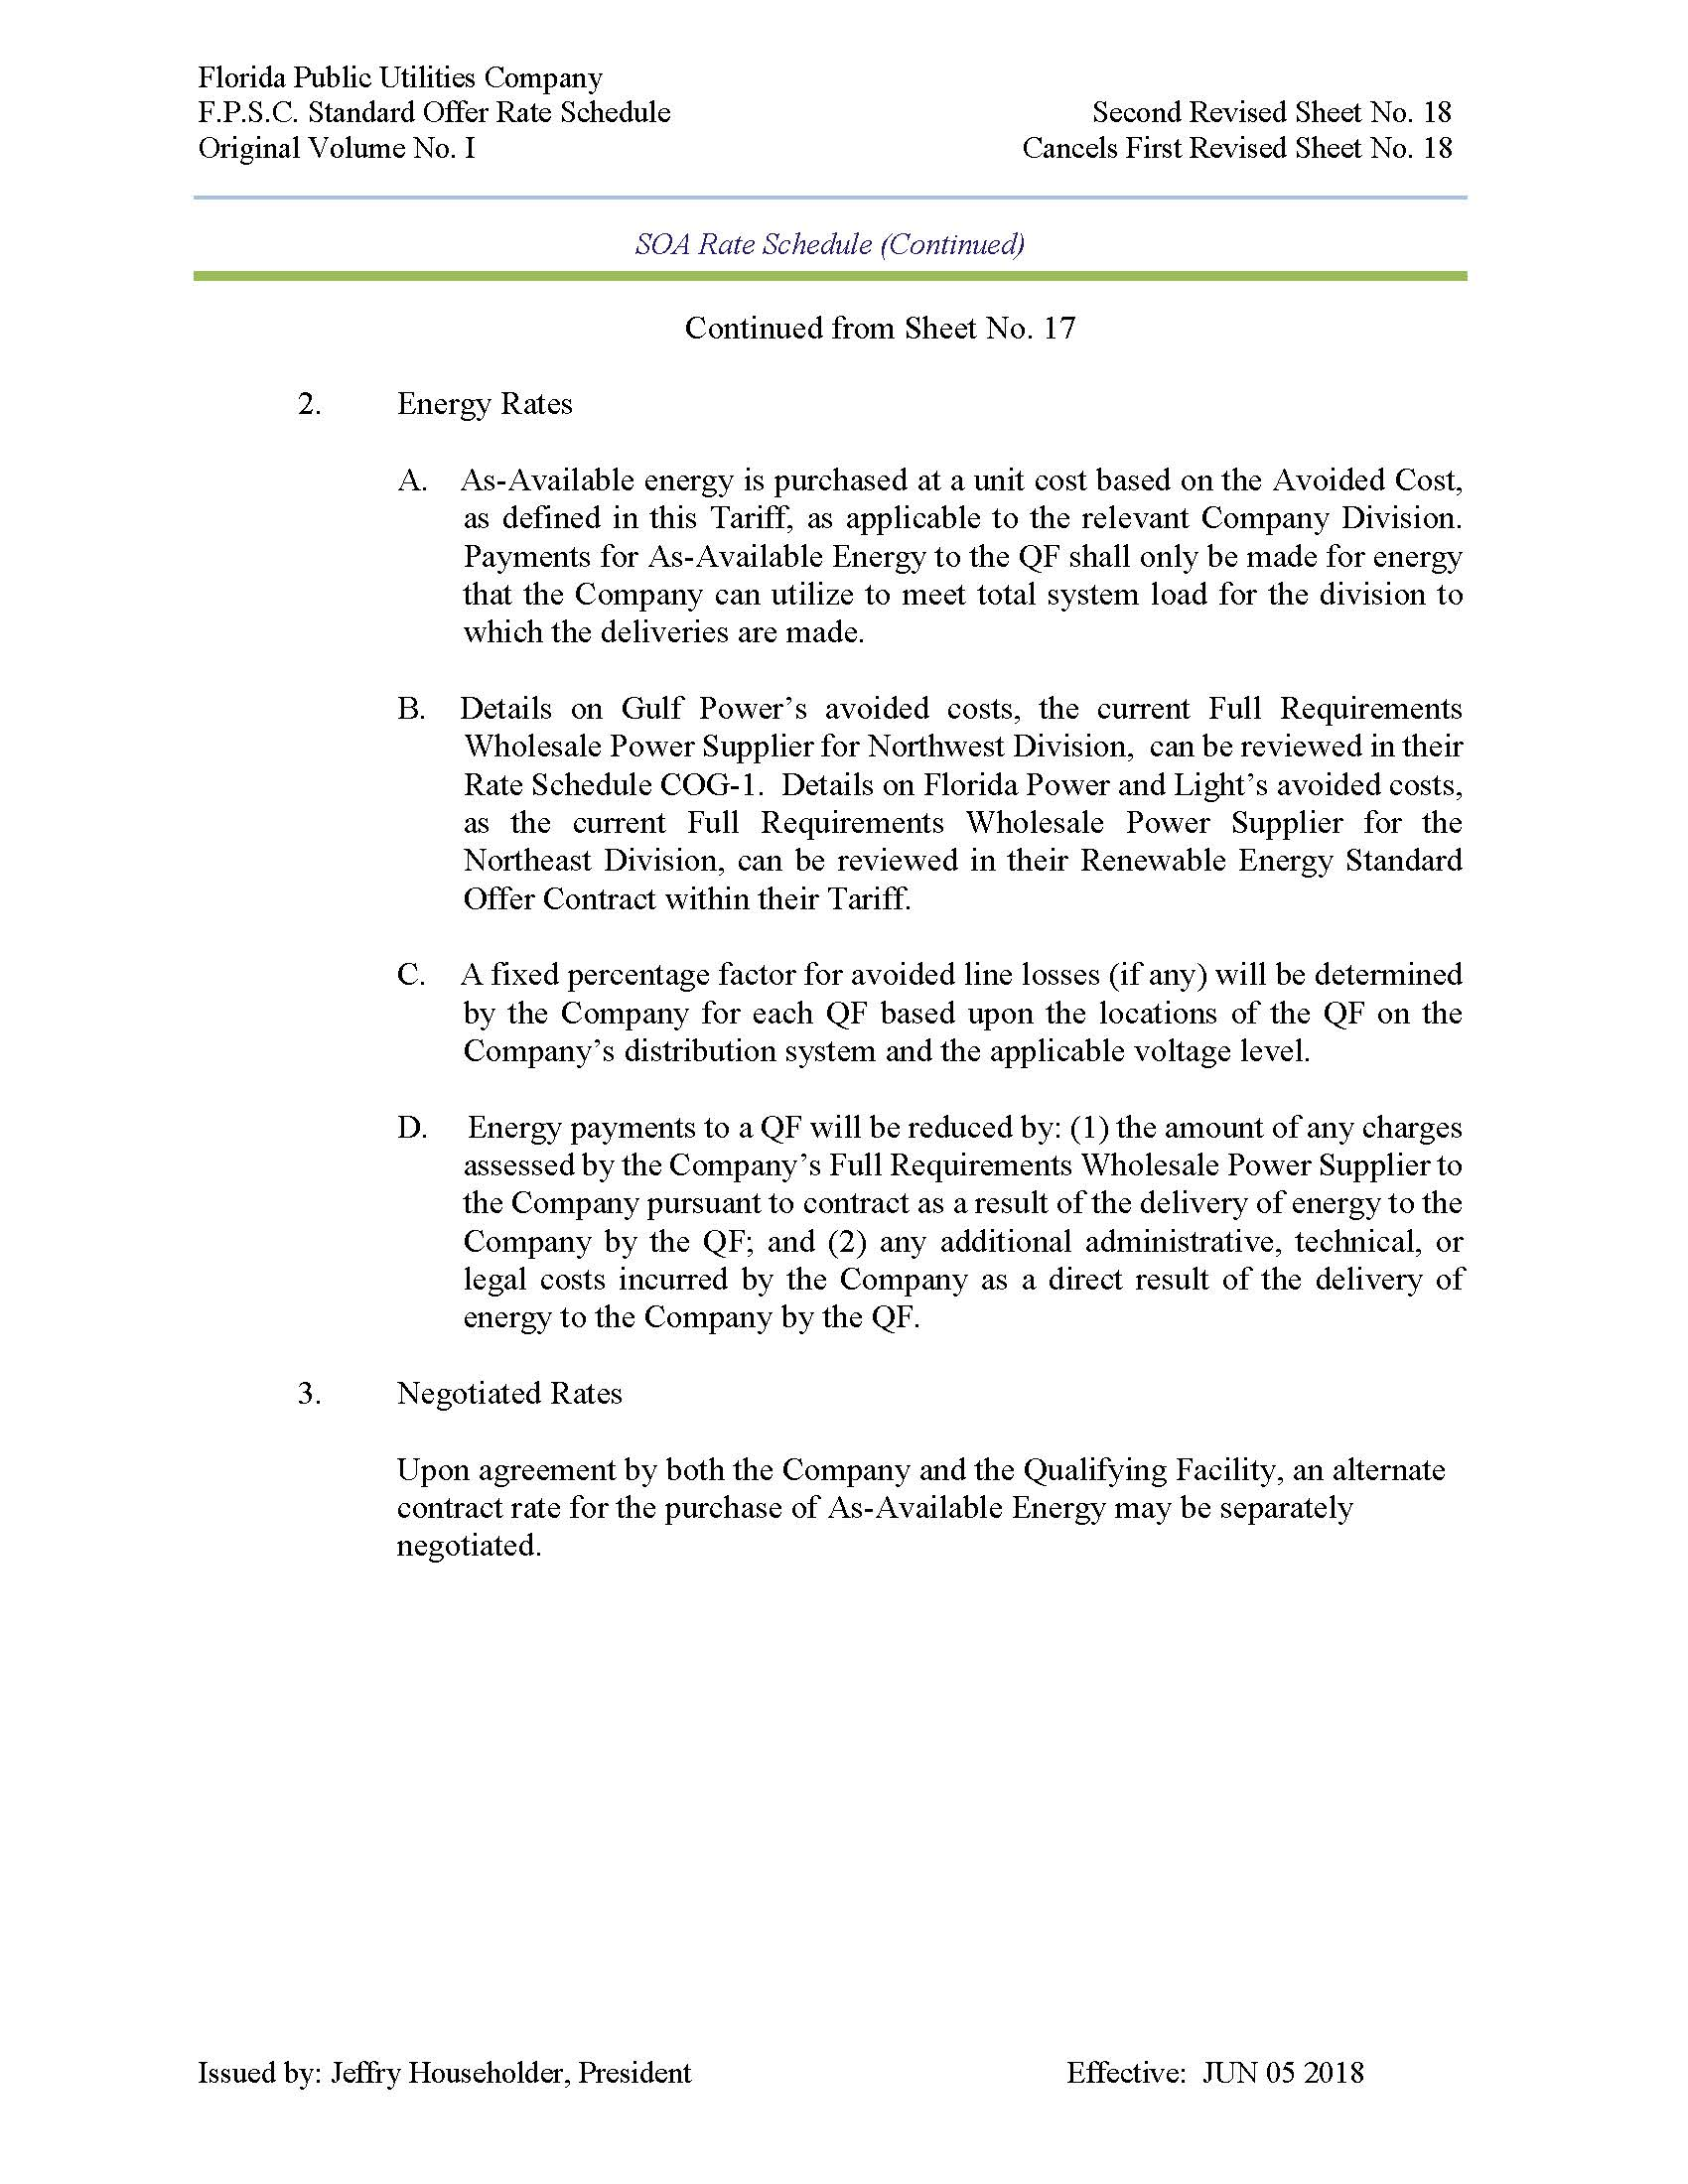 Florida Public Utilities Company
F.P.S.C. Standard Offer Rate Schedule
Second Revised Sheet No. 18
Original Volume No. I
Cancels First Revised Sheet No. 18
SOA Rate Schedule (Continued)
Continued from Sheet No. 17
2. Energy Rates
A. As-Available energy is purchased at a unit cost based on the Avoided Cost,
as defined in this Tariff, as applicable to the relevant Company Division.
Payments for As-Available Energy to the QF shall only be made for energy
that the Company can utilize to meet total system load for the division to
which the deliveries are made.
B. Details on Gulf Power’s avoided costs, the current Full Requirements
Wholesale Power Supplier for Northwest Division, can be reviewed in their
Rate Schedule COG-1. Details on Florida Power and Light’s avoided costs,
as the current Full Requirements Wholesale Power Supplier for the
Northeast Division, can be reviewed in their Renewable Energy Standard
Offer Contract within their Tariff.
C. A fixed percentage factor for avoided line losses (if any) will be determined
by the Company for each QF based upon the locations of the QF on the
Company’s distribution system and the applicable voltage level.
D. Energy payments to a QF will be reduced by: (1) the amount of any charges
assessed by the Company’s Full Requirements Wholesale Power Supplier to
the Company pursuant to contract as a result of the delivery of energy to the
Company by the QF; and (2) any additional administrative, technical, or
legal costs incurred by the Company as a direct result of the delivery of
energy to the Company by the QF.
3. Negotiated Rates
Upon agreement by both the Company and the Qualifying Facility, an alternate
contract rate for the purchase of As-Available Energy may be separately
negotiated.
Issued by: Jeffry Householder, President
Effective: JUN 05 2018